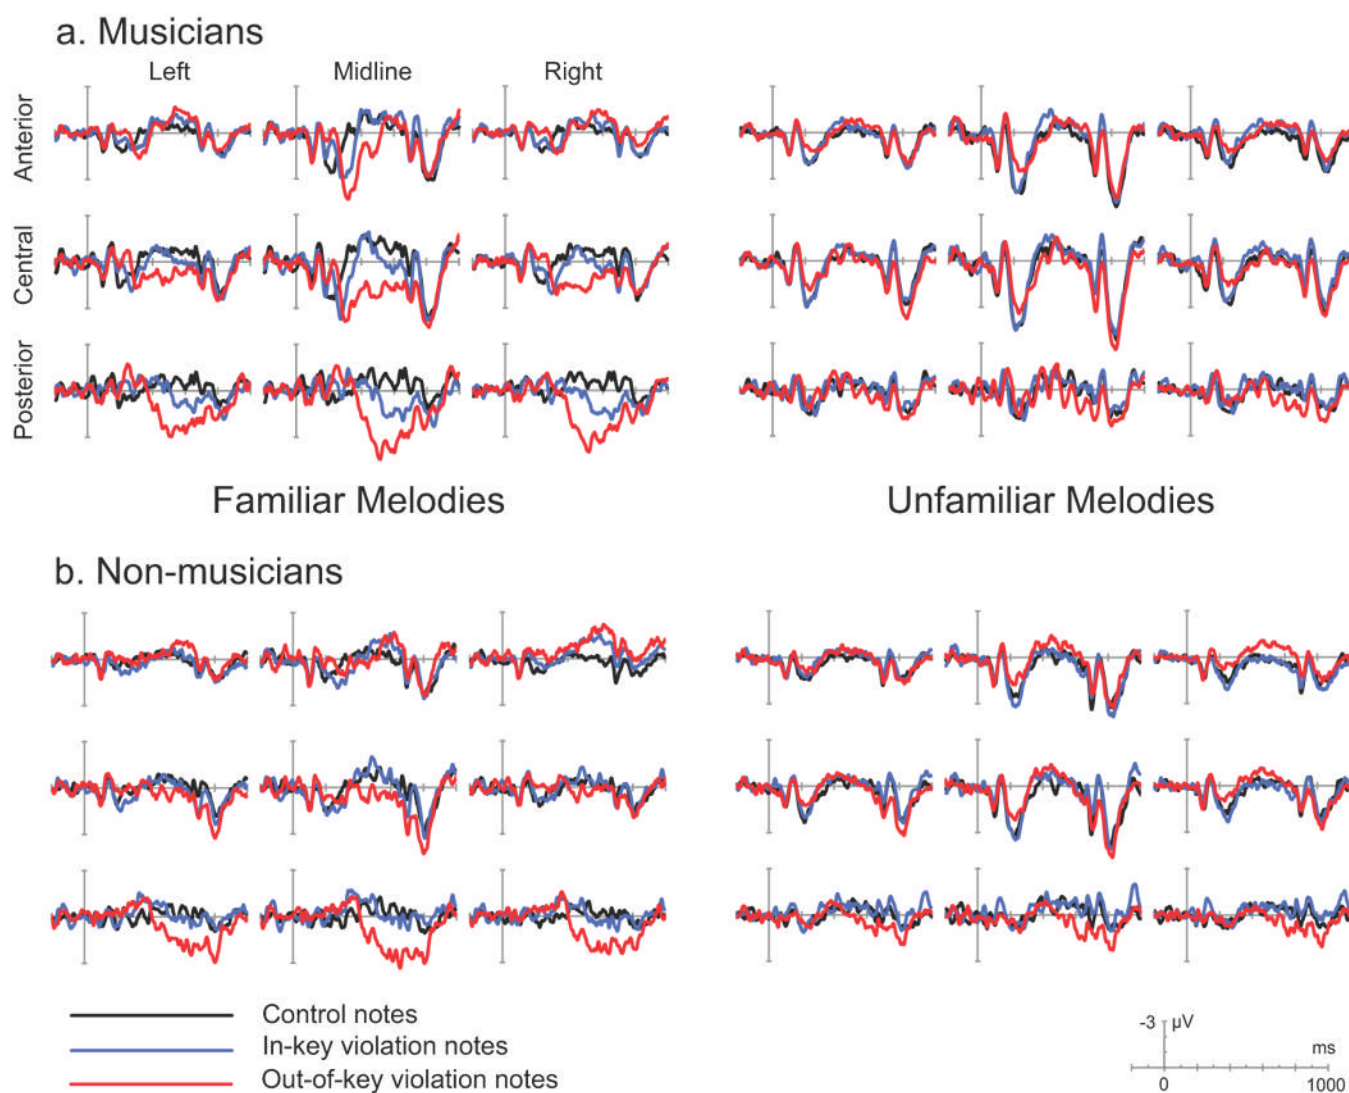 a. Musicians
Left Midline Right
Anterior
Central
Posterior
Familiar Melodies Unfamiliar Melodies
b. Non-musicians
Control notes
In-key violation notes
Out-of-key violation notes
-3 µV
ms
0 1000